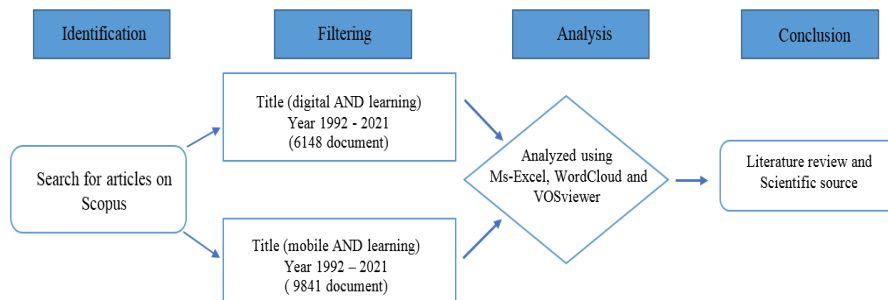 Identification
Filtering
Analysis
Conclusion
Search for articles on
Scopus
Title (digital AND learning)
Year 1992 - 2021
(6148 document)
Title (mobile AND learning)
Year 1992 – 2021
( 9841 document)
Analyzed using
Ms-Excel, WordCloud and
VOSviewer
Literature review and
Scientific source